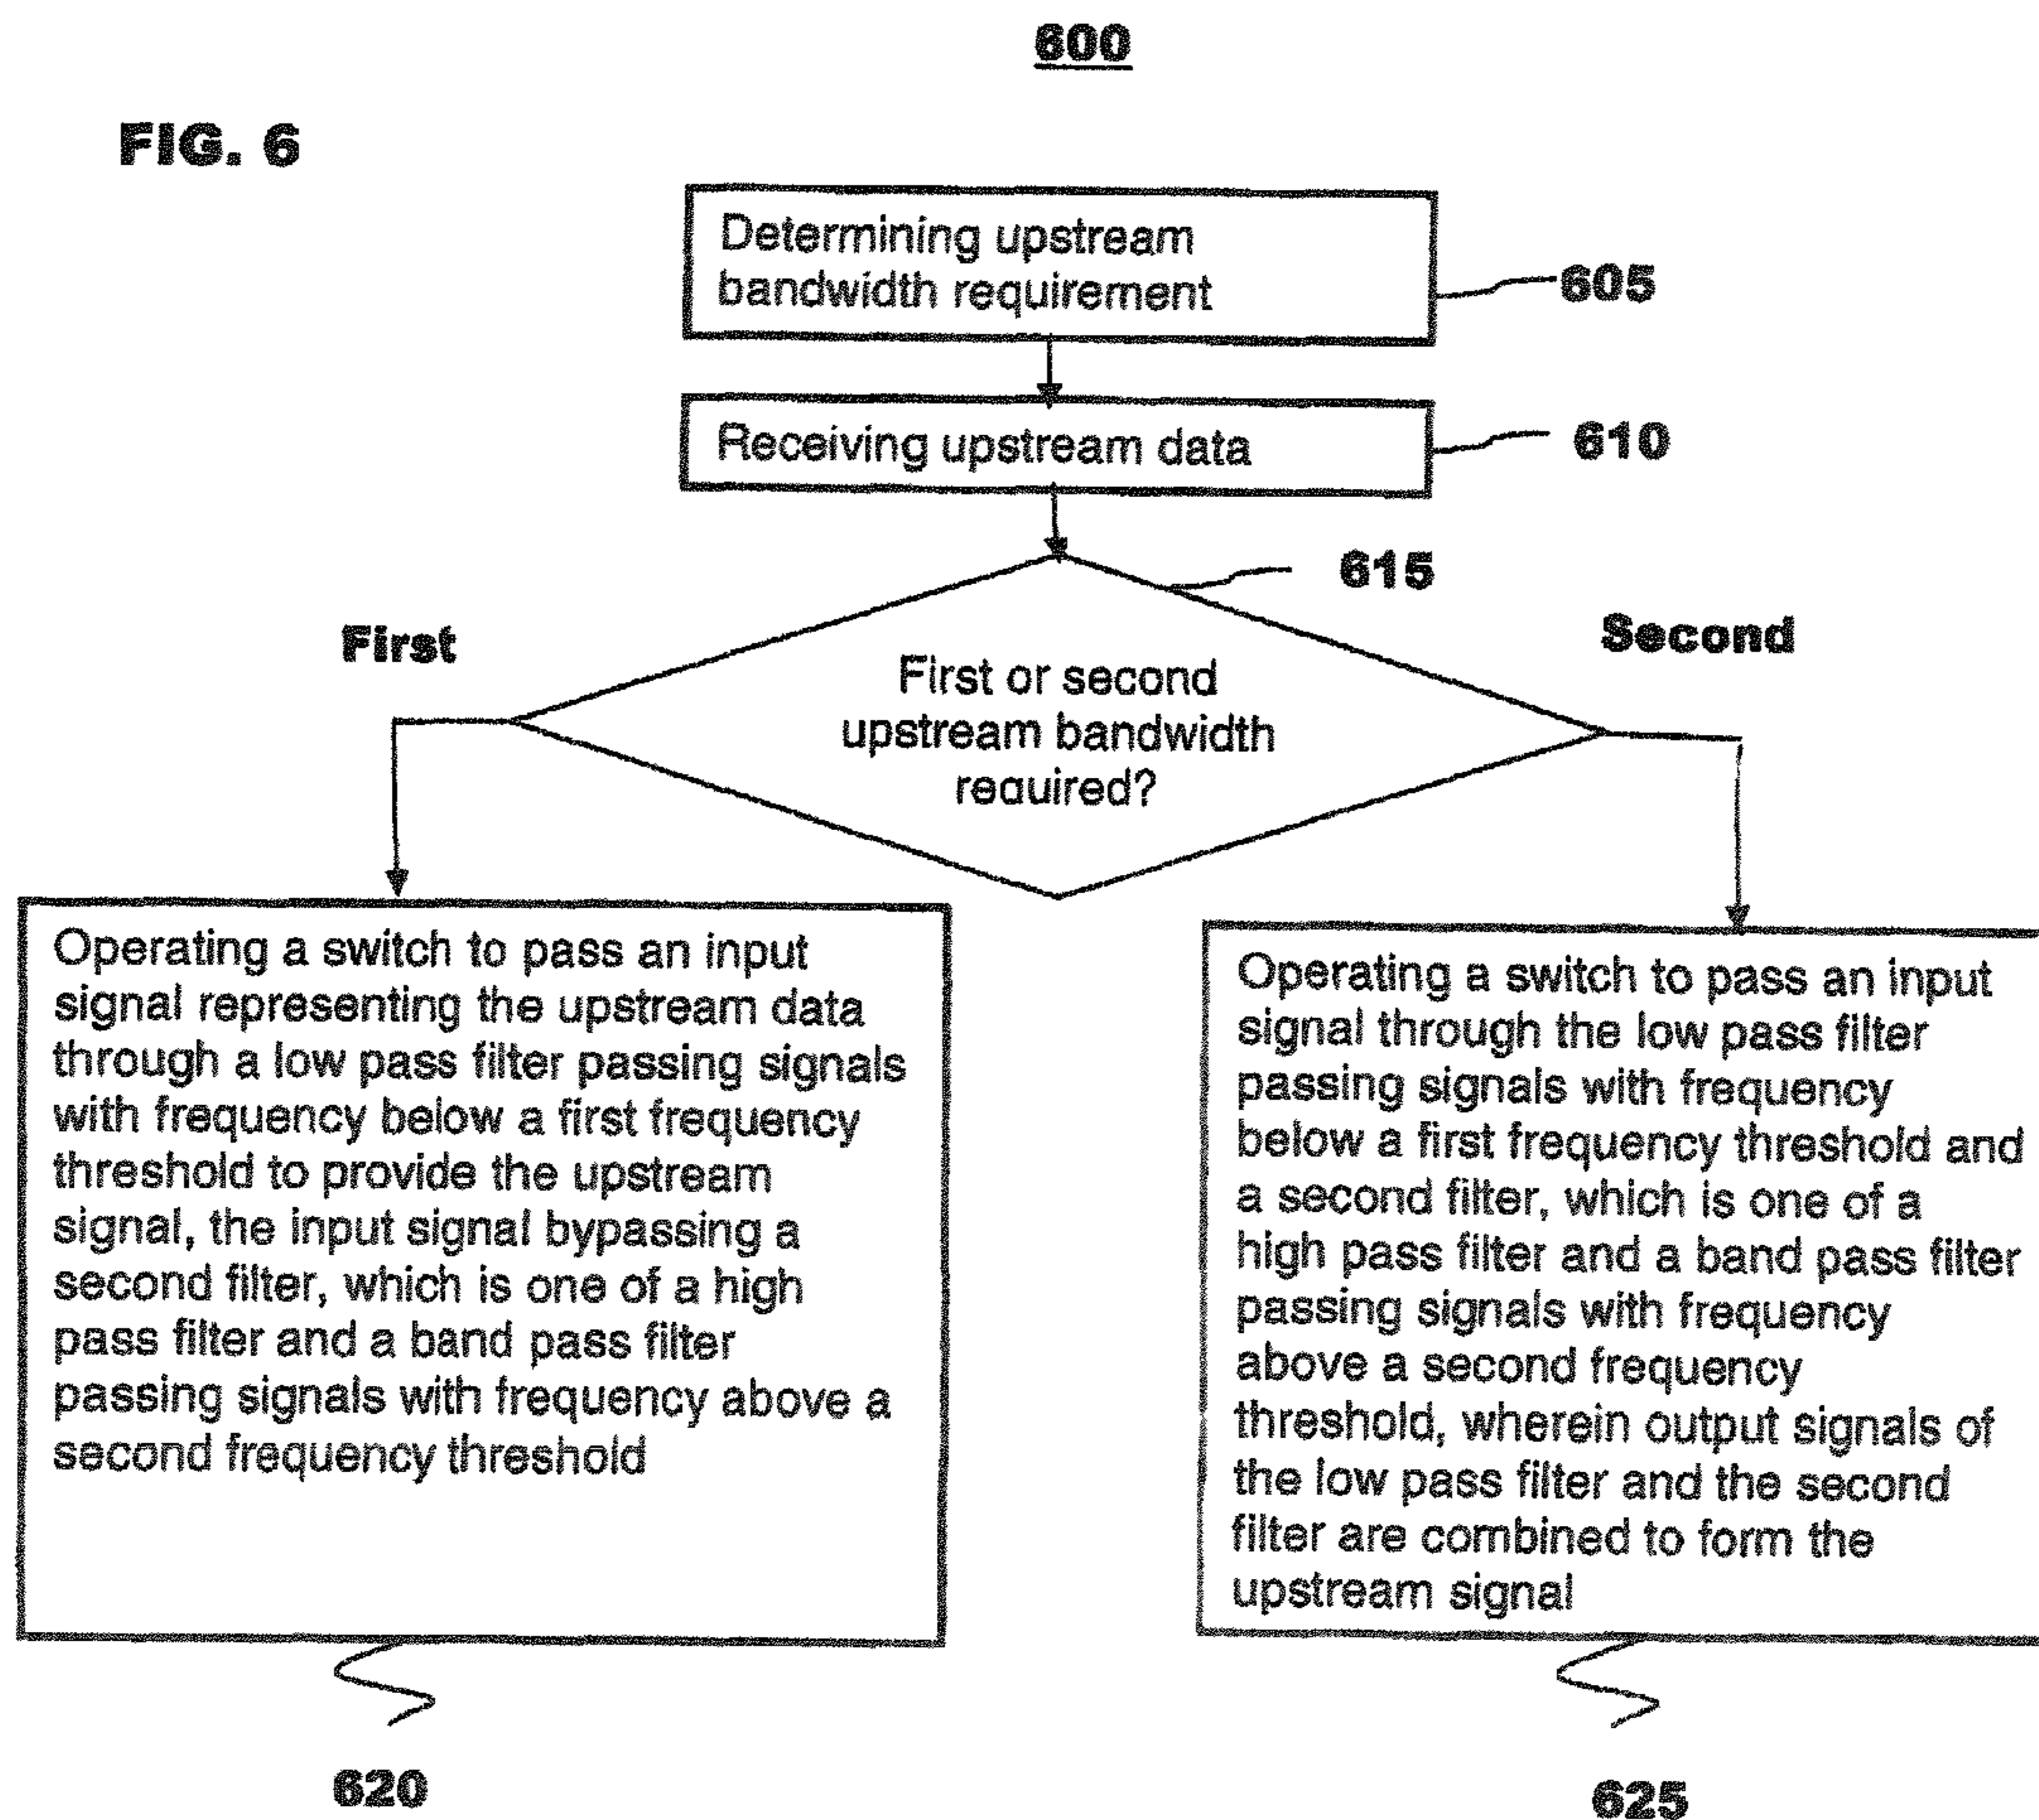 600
FIG. 6
Determining upstream
bandwidth requirement
605
Receiving upstream data
610
615
First
Second
First or second
upstream bandwidth
required?
Operating a switch to pass an input
signal representing the upstream data
through a low pass filter passing signals
with frequency below a first frequency
threshold to provide the upstream
signal, the input signal bypassing a
second filter, which is one of a high
pass filter and a band pass filter
passing signals with frequency above a
second frequency threshold
Operating a switch to pass an input
signal through the low pass filter
passing signals with frequency
below a first frequency threshold and
a second filter, which is one of a
high pass filter and a band pass filter
passing signals with frequency
above a second frequency
threshold, wherein output signals of
the low pass filter and the second
filter are combined to form the
upstream signal
620
625